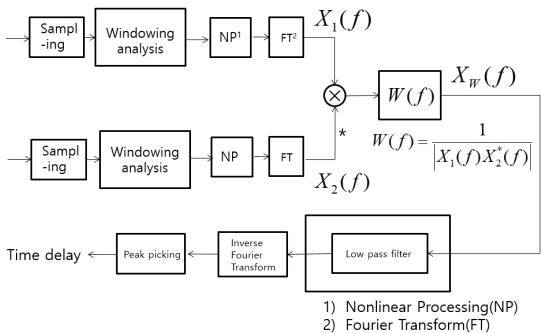 Sampl
-ing
Windowing
analysis
NP¹
FT²
X₁(f)
W(f)
X_W(f)
Sampl
-ing
Windowing
analysis
NP
FT
*
X₂(f)
W(f) = 1 / |X₁(f)X₂*(f)|
Time delay
Peak picking
Inverse
Fourier
Transform
Low pass filter
1) Nonlinear Processing(NP)
2) Fourier Transform(FT)